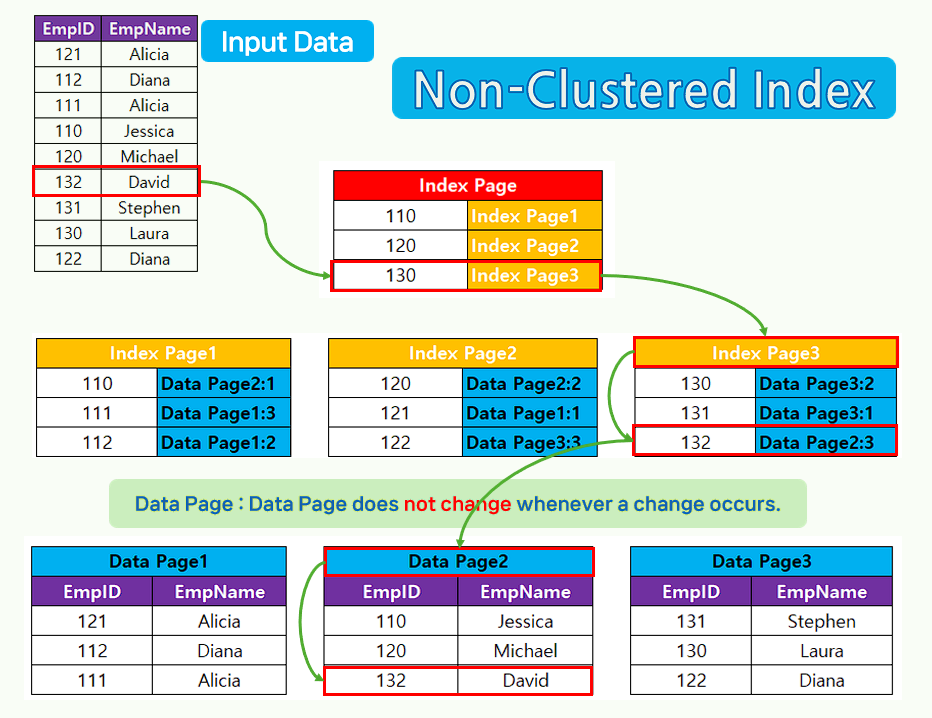 EmpID EmpName
121 Alicia
112 Diana
111 Alicia
110 Jessica
120 Michael
132 David
131 Stephen
130 Laura
122 Diana
Input Data
Non-Clustered Index
Index Page
110 Index Page1
120 Index Page2
130 Index Page3
Index Page1
110 Data Page2:1
111 Data Page1:3
112 Data Page1:2
Index Page2
120 Data Page2:2
121 Data Page1:1
122 Data Page3:3
Index Page3
130 Data Page3:2
131 Data Page3:1
132 Data Page2:3
Data Page : Data Page does not change whenever a change occurs.
Data Page1
EmpID EmpName
121 Alicia
112 Diana
111 Alicia
Data Page2
EmpID EmpName
110 Jessica
120 Michael
132 David
Data Page3
EmpID EmpName
131 Stephen
130 Laura
122 Diana